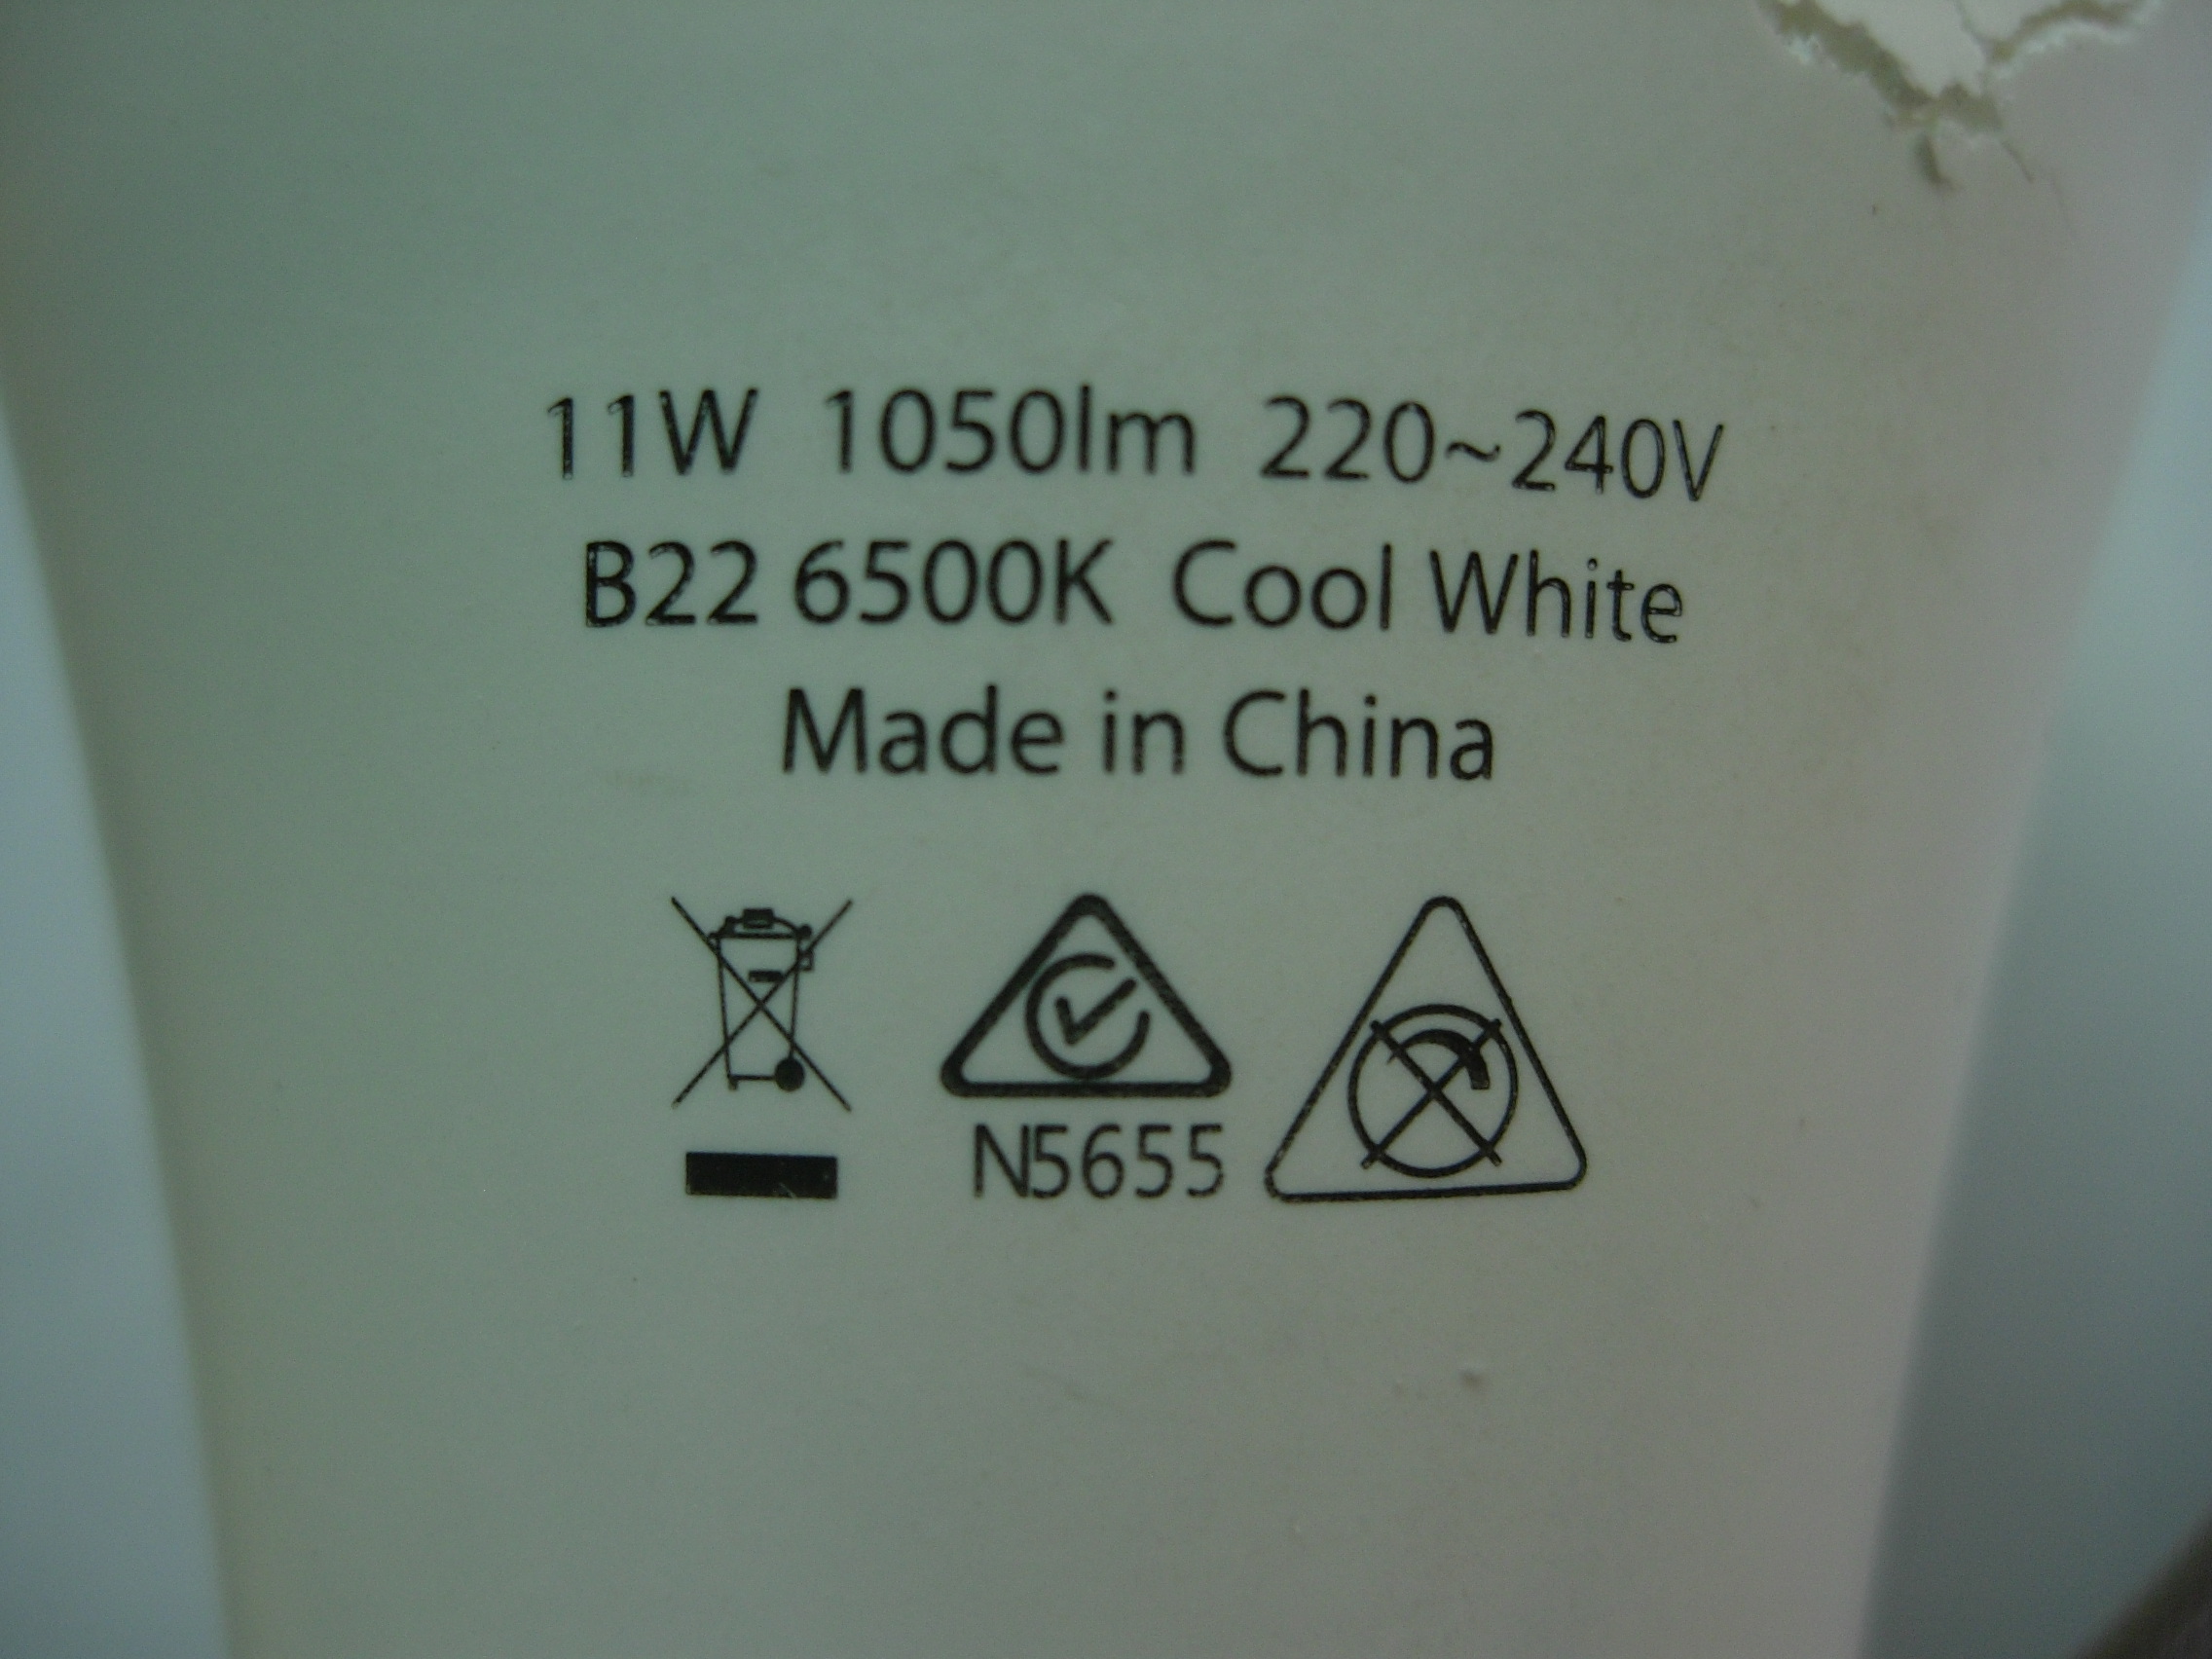 11W 1050lm 220~240V
B22 6500K Cool White
Made in China
N5655